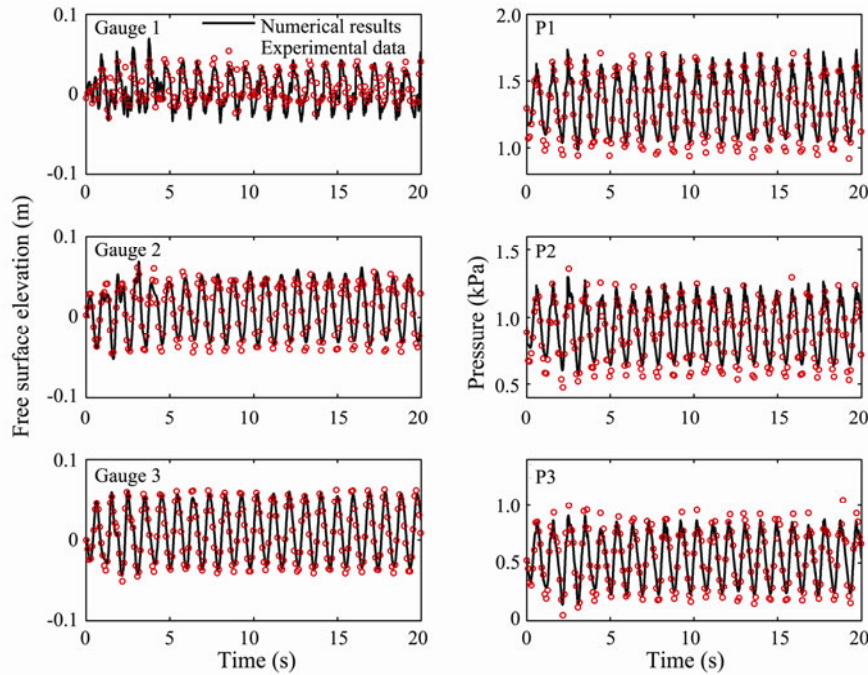 Gauge 1
Numerical results
Experimental data
0.1
0
-0.1
0 5 10 15 20
Gauge 2
0.1
0
-0.1
0 5 10 15 20
Gauge 3
0.1
0
-0.1
0 5 10 15 20
Free surface elevation (m)
Time (s)
P1
2.0
1.5
1.0
0 5 10 15 20
P2
1.5
1.0
0.5
0 5 10 15 20
P3
1.0
0.5
0
0 5 10 15 20
Pressure (kPa)
Time (s)